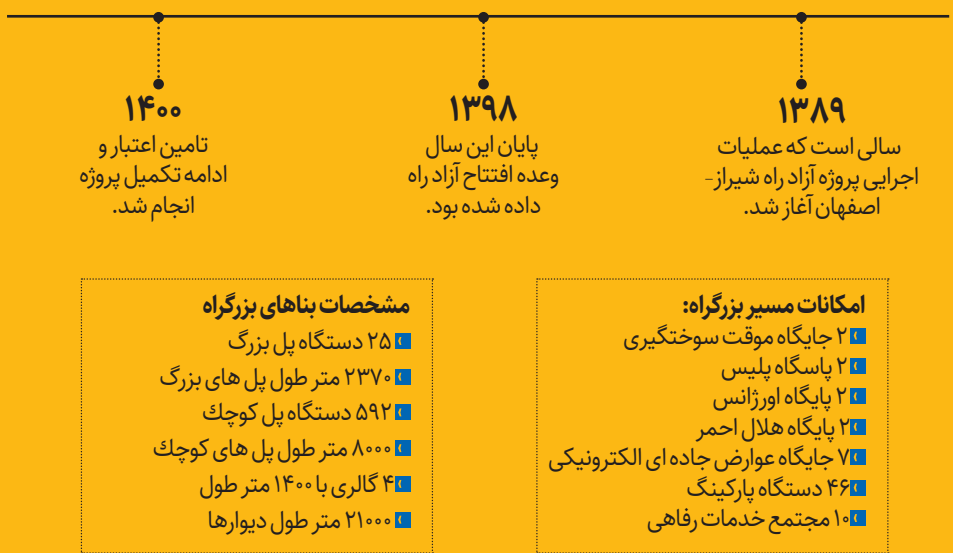 ۱۳۸۹
سالی است که عملیات
اجرایی پروژه آزاد راه شیراز-
اصفهان آغاز شد.
۱۳۹۸
پایان این سال
وعده افتتاح آزاد راه
داده شده بود.
۱۴۰۰
تامین اعتبار و
ادامه تکمیل پروژه
انجام شد.
امکانات مسیر بزرگراه:
۲ جایگاه موقت سوختگیری
۲ پاسگاه پلیس
۲ پایگاه اورژانس
۲ پایگاه هلال احمر
۷ جایگاه عوارض جاده ای الکترونیکی
۴۶ دستگاه پارکینگ
۱۰ مجتمع خدمات رفاهی
مشخصات بناهای بزرگراه
۲۵ دستگاه پل بزرگ
۲۳۷۰ متر طول پل های بزرگ
۵۹۲ دستگاه پل کوچك
۸۰۰۰ متر طول پل های کوچك
۴ گالری با ۱۴۰۰ متر طول
۲۱۰۰۰ متر طول دیوارها